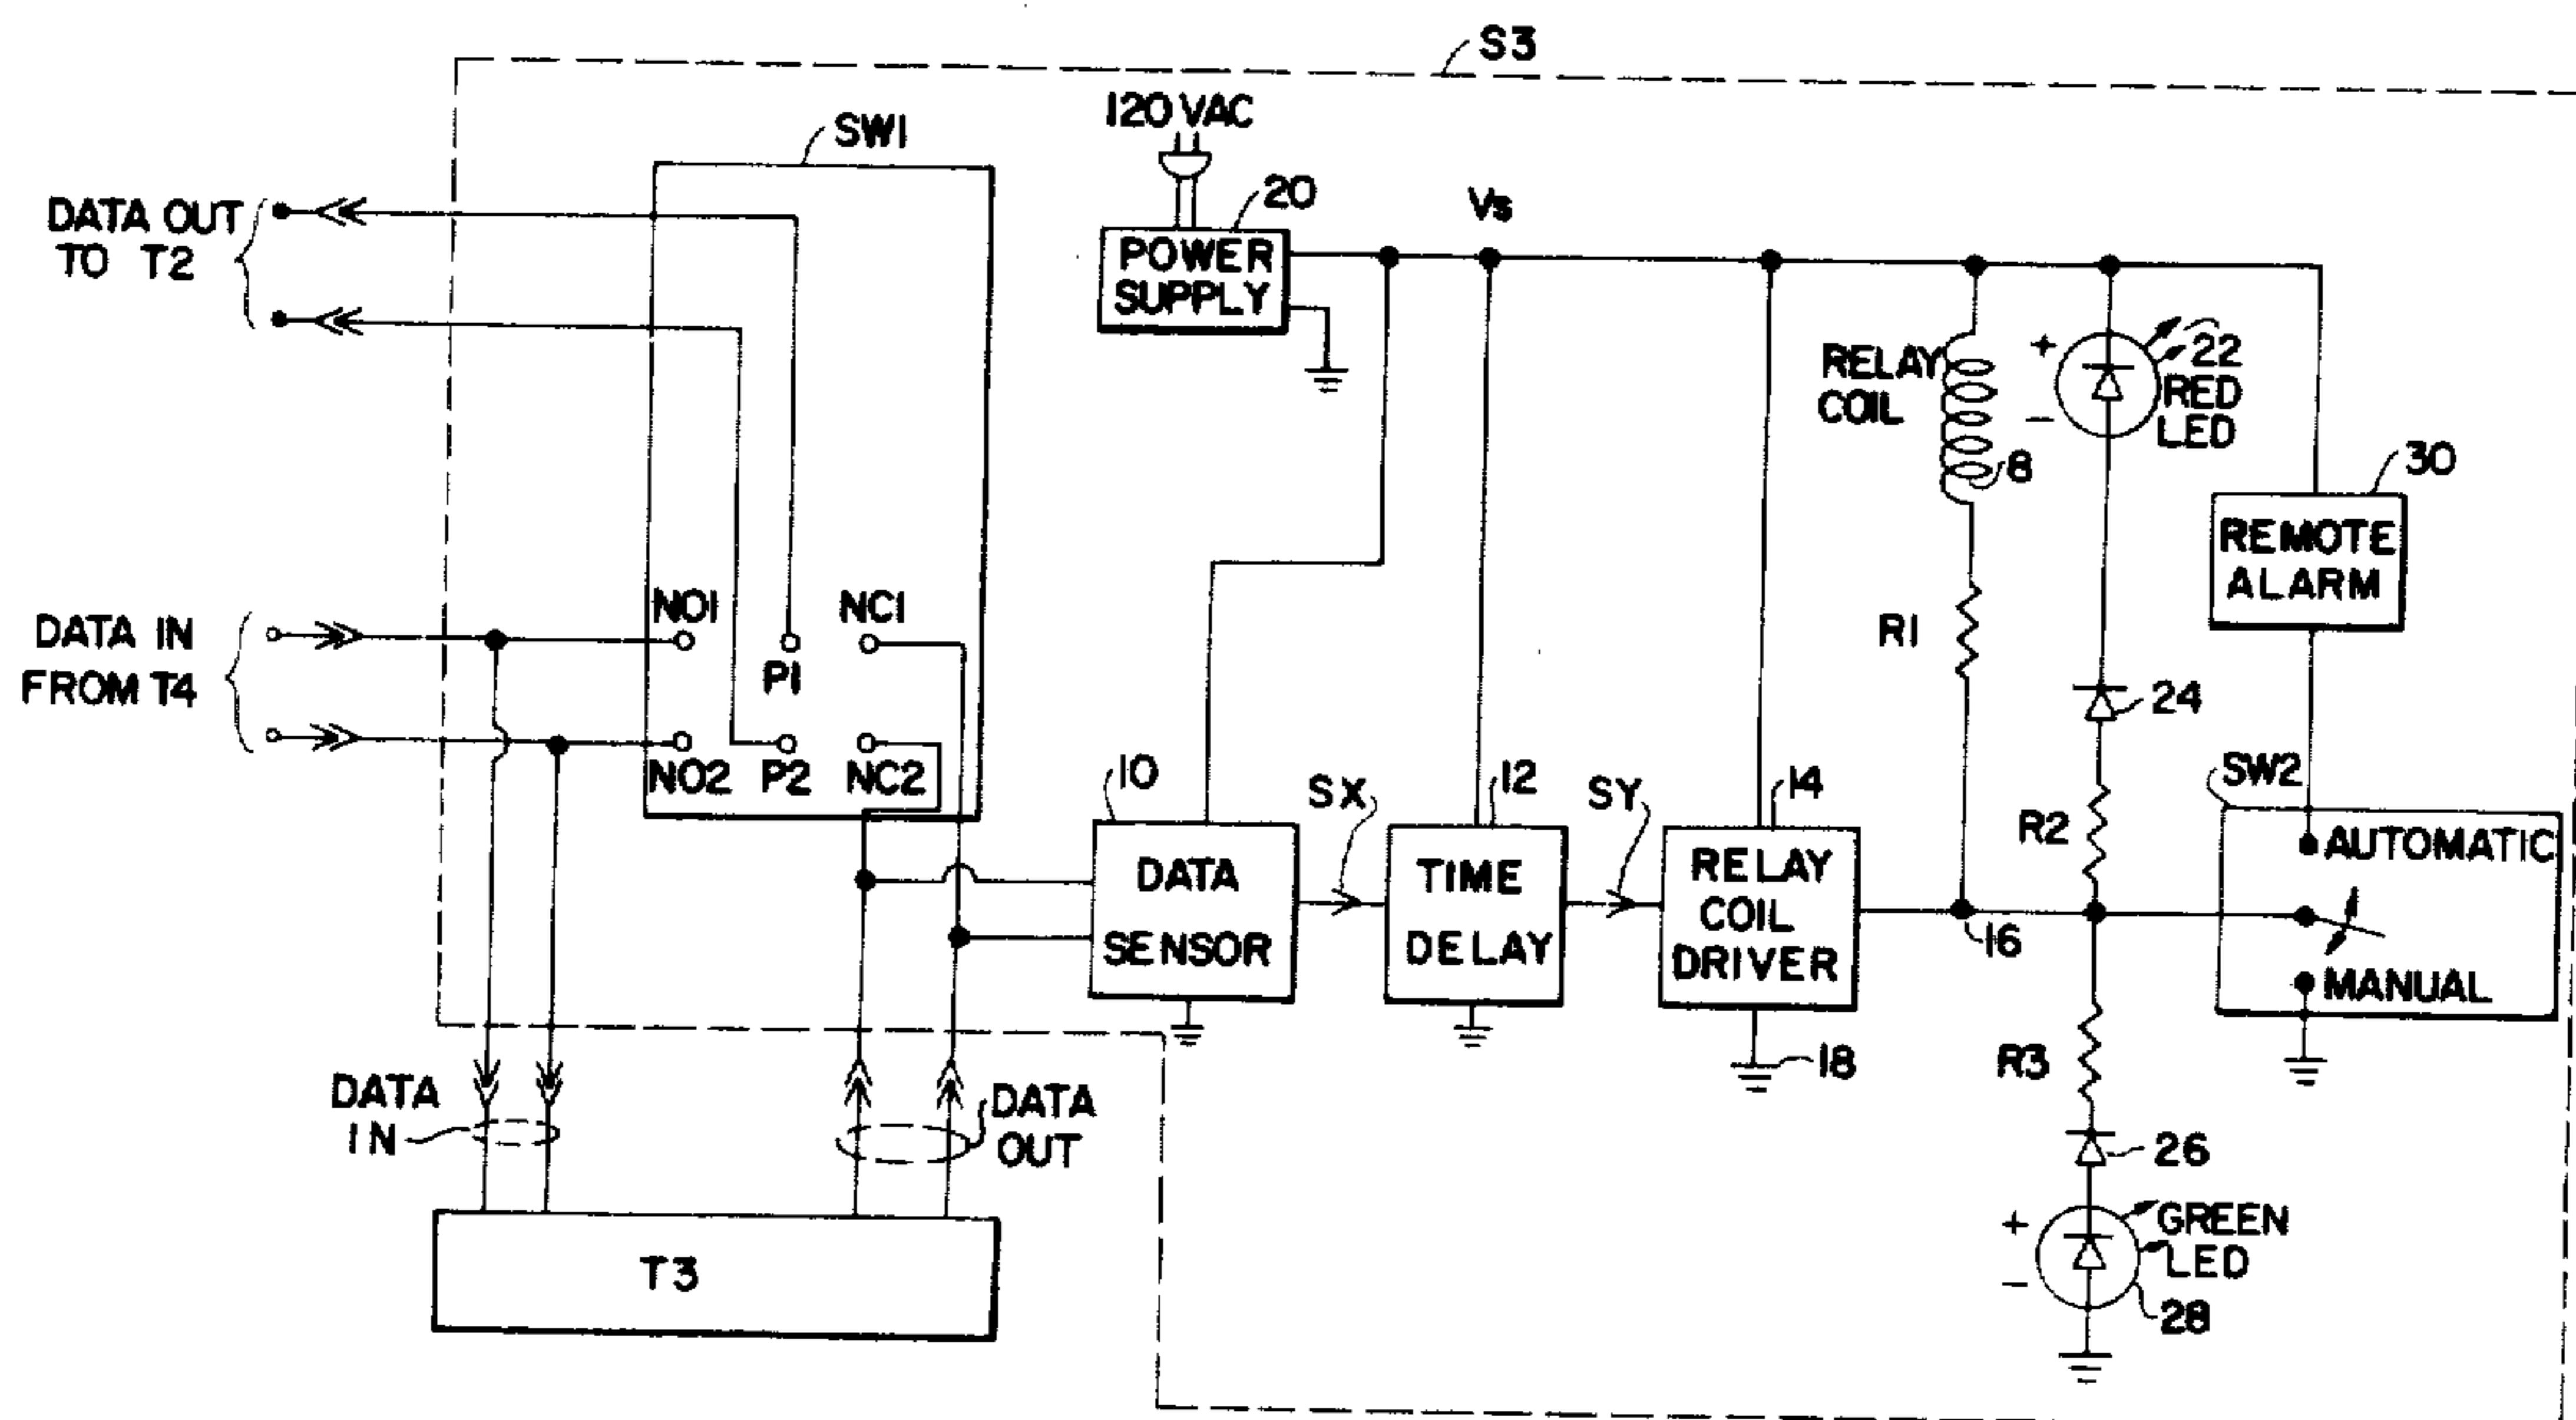 S3
120 VAC
SW1
20
Vs
DATA OUT
TO T2
POWER
SUPPLY
RELAY
COIL
8
+
-
22
RED
LED
30
REMOTE
ALARM
DATA IN
FROM T4
NO1
P1
NC1
NO2
P2
NC2
R1
24
10
SX
12
SY
14
R2
SW2
DATA
SENSOR
TIME
DELAY
RELAY
COIL
DRIVER
16
AUTOMATIC
MANUAL
18
R3
DATA
IN
DATA
OUT
26
T3
+
-
GREEN
LED
28